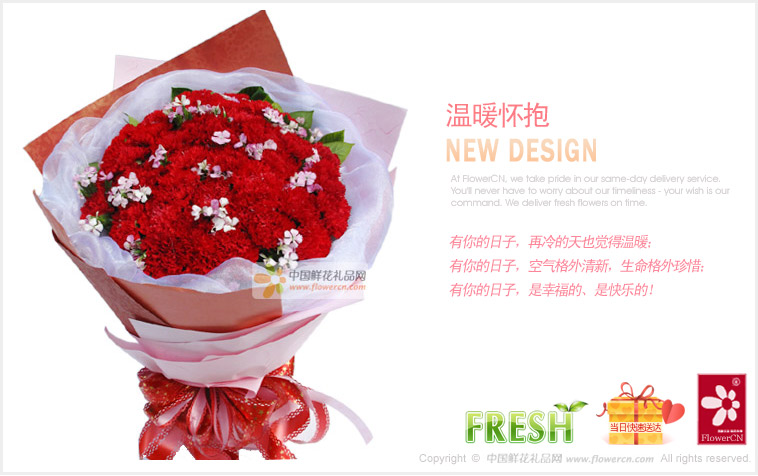 温暖怀抱
NEW DESIGN
At FlowerCN, we take pride in our same-day delivery service.
You'll never have to worry about our timeliness - your wish is our
command. We deliver fresh flowers on time.
有你的日子，再冷的天也觉得温暖；
有你的日子，空气格外清新，生命格外珍惜；
有你的日子，是幸福的、是快乐的！
中国鲜花礼品网
www.flowercn.com
FRESH
当日快速送达
FlowerCN
Copyright © 中国鲜花礼品网 www.flowercn.com All rights reserved.